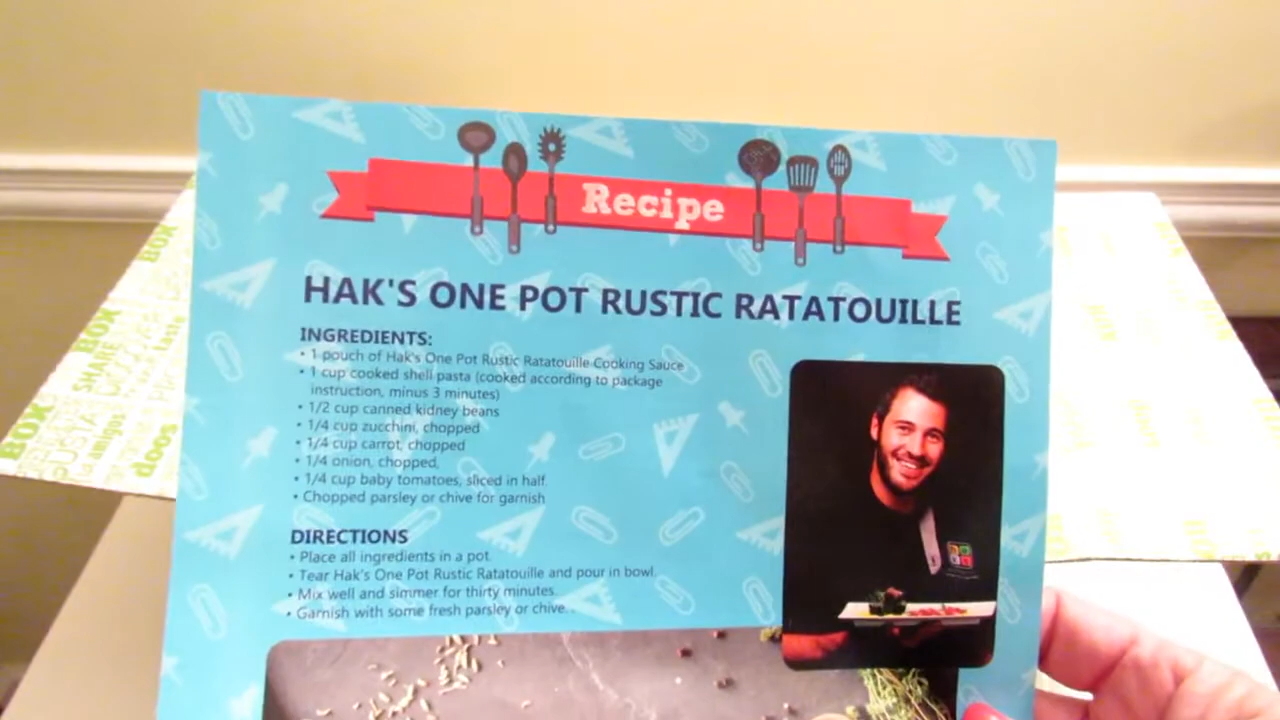 Recipe
HAK'S ONE POT RUSTIC RATATOUILLE
INGREDIENTS:
• 1 pouch of Hak's One Pot Rustic Ratatouille Cooking Sauce
• 1 cup cooked shell pasta (cooked according to package
instruction, minus 3 minutes)
• 1/2 cup canned kidney beans
• 1/4 cup zucchini, chopped
• 1/4 cup carrot, chopped
• 1/4 onion, chopped,
• 1/4 cup baby tomatoes, sliced in half.
• Chopped parsley or chive for garnish
DIRECTIONS
• Place all ingredients in a pot.
• Tear Hak's One Pot Rustic Ratatouille and pour in bowl.
• Mix well and simmer for thirty minutes.
• Garnish with some fresh parsley or chive.
BOX
SHARE BOX
BOX
amigos
doos